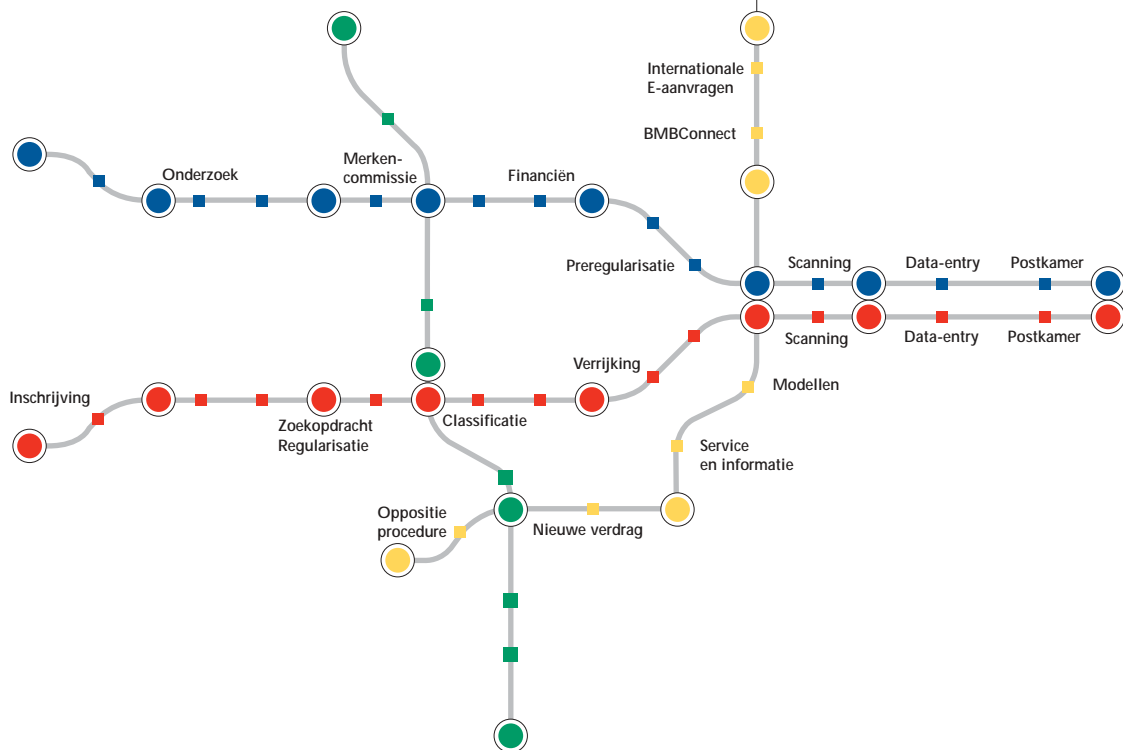 Internationale
E-aanvragen
BMBConnect
Onderzoek
Merken-
commissie
Financiën
Preregularisatie
Scanning
Data-entry
Postkamer
Scanning
Data-entry
Postkamer
Verrijking
Modellen
Inschrijving
Zoekopdracht
Regularisatie
Classificatie
Service
en informatie
Oppositie
procedure
Nieuwe verdrag